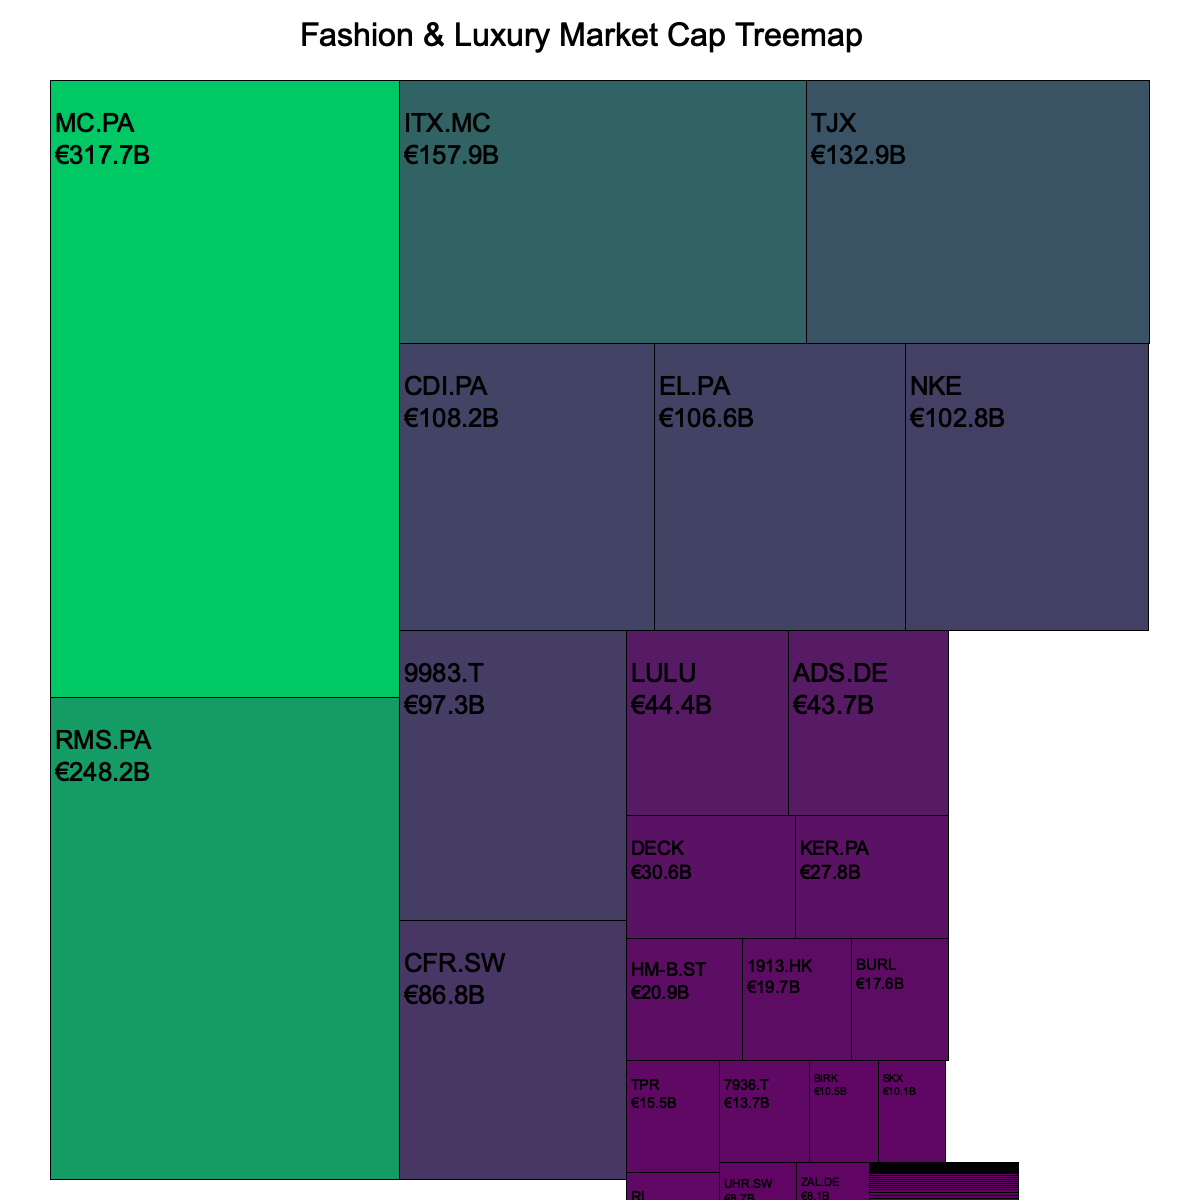 Fashion & Luxury Market Cap Treemap
MC.PA
€317.7B
ITX.MC
€157.9B
TJX
€132.9B
CDI.PA
€108.2B
EL.PA
€106.6B
NKE
€102.8B
RMS.PA
€248.2B
9983.T
€97.3B
CFR.SW
€86.8B
LULU
€44.4B
ADS.DE
€43.7B
DECK
€30.6B
KER.PA
€27.8B
HM-B.ST
€20.9B
1913.HK
€19.7B
BURL
€17.6B
TPR
€15.5B
7936.T
€13.7B
BIRK
€10.5B
SKX
€10.1B
UHR.SW
€8.7B
ZAL.DE
€8.1B